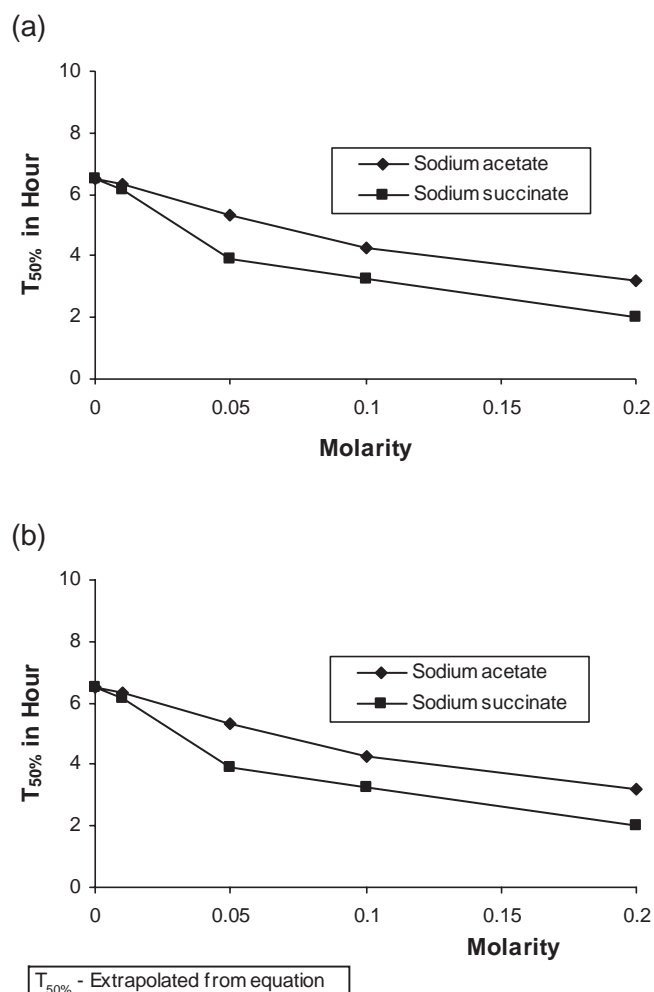 (a)
10
8
6
4
2
0
T50% in Hour
Sodium acetate
Sodium succinate
0 0.05 0.1 0.15 0.2
Molarity
(b)
10
8
6
4
2
0
T50% in Hour
Sodium acetate
Sodium succinate
0 0.05 0.1 0.15 0.2
Molarity
T50% - Extrapolated from equation